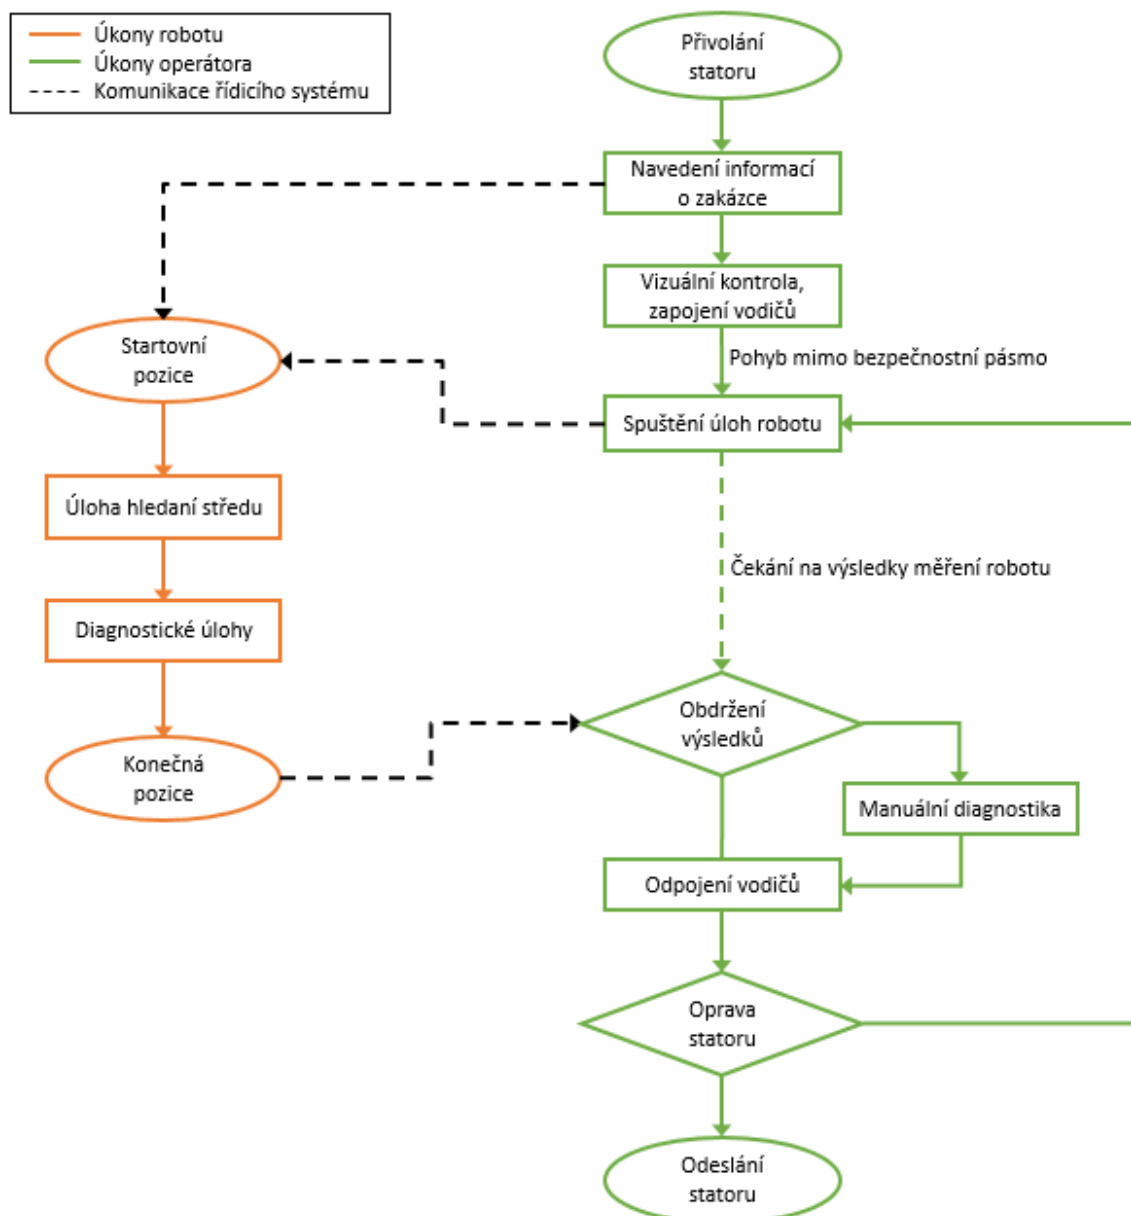 Úkony robotu
Úkony operátora
Komunikace řídicího systému
Přivolání
statoru
Navedení informací
o zakázce
Vizuální kontrola,
zapojení vodičů
Pohyb mimo bezpečnostní pásmo
Startovní
pozice
Spuštění úloh robotu
Úloha hledaní středu
Čekání na výsledky měření robotu
Diagnostické úlohy
Obdržení
výsledků
Konečná
pozice
Manuální diagnostika
Odpojení vodičů
Oprava
statoru
Odeslání
statoru